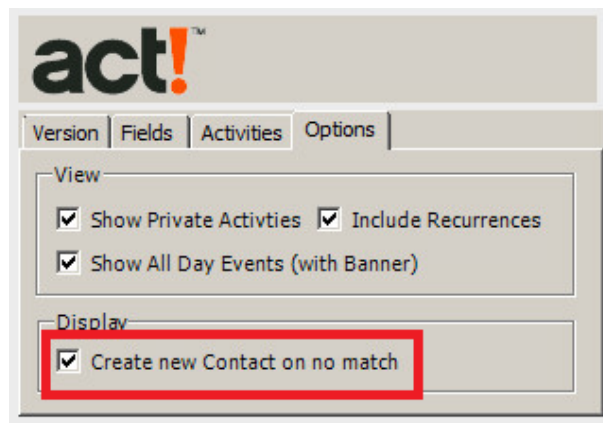 act!™
Version Fields Activities Options
View
Show Private Activties Include Recurrences
Show All Day Events (with Banner)
Display
Create new Contact on no match